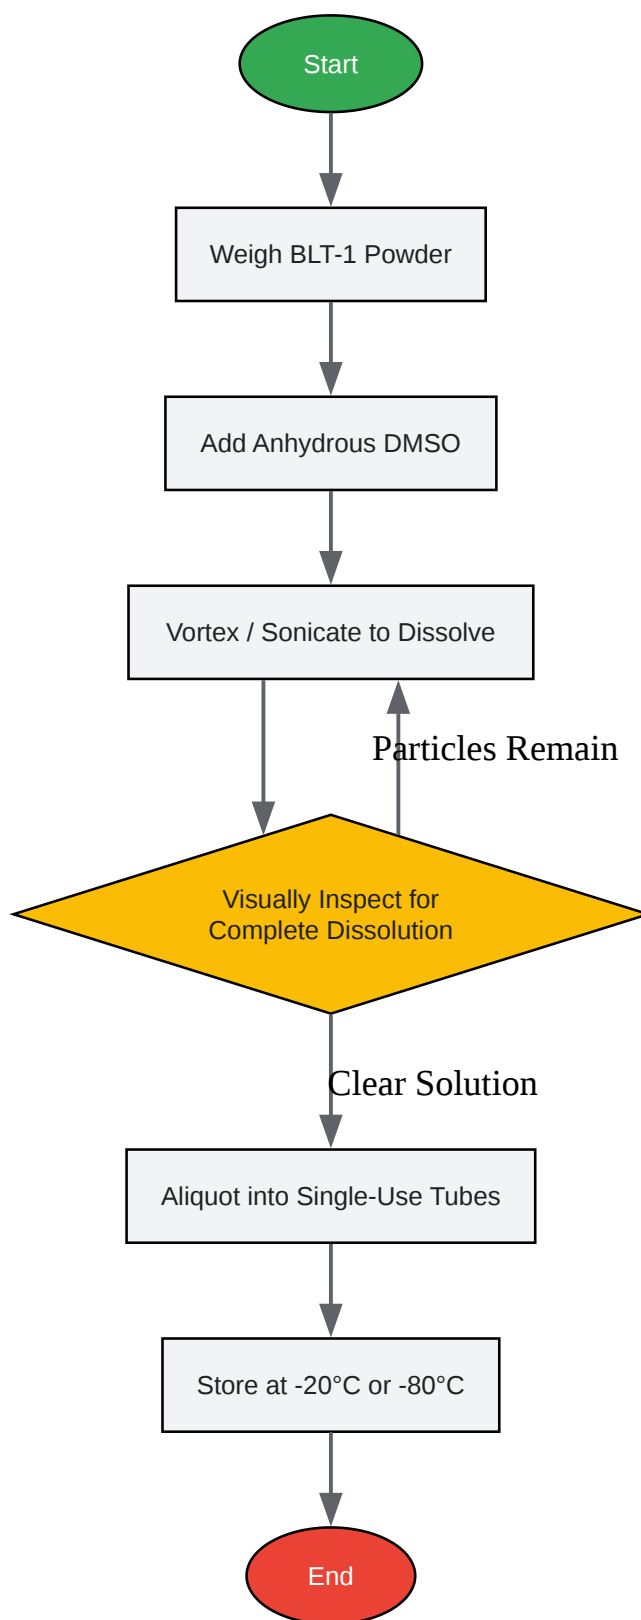 Start
Weigh BLT-1 Powder
Add Anhydrous DMSO
Vortex / Sonicate to Dissolve
Particles Remain
Visually Inspect for
Complete Dissolution
Clear Solution
Aliquot into Single-Use Tubes
Store at -20°C or -80°C
End